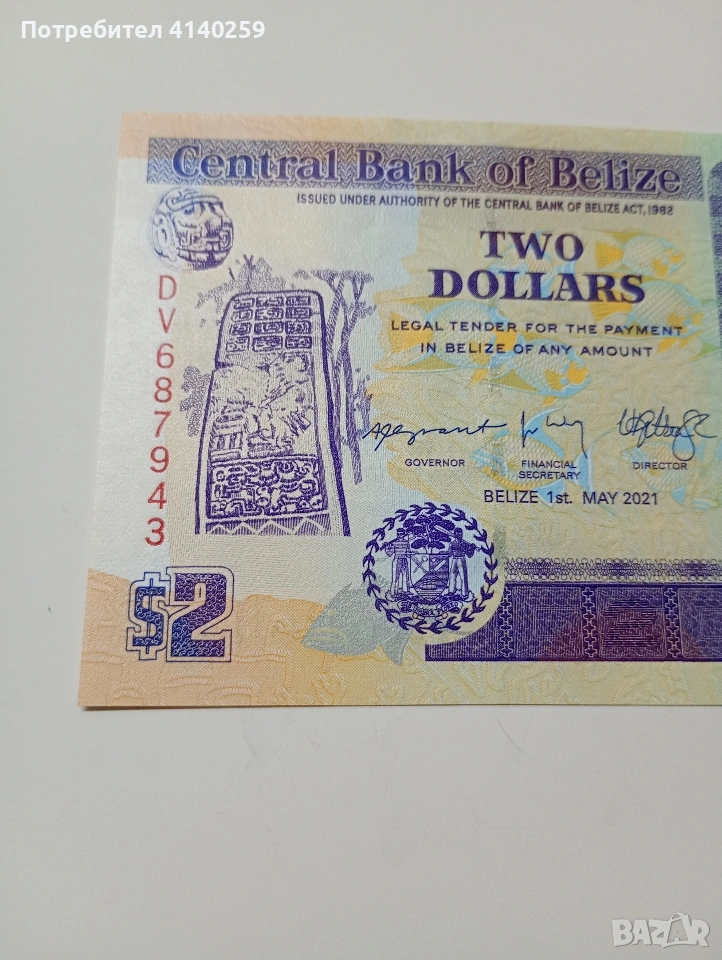 Потребител 4140259
Central Bank of Belize
ISSUED UNDER AUTHORITY OF THE CENTRAL BANK OF BELIZE ACT, 1982
TWO
DOLLARS
LEGAL TENDER FOR THE PAYMENT
IN BELIZE OF ANY AMOUNT
DV687943
GOVERNOR
FINANCIAL
SECRETARY
DIRECTOR
BELIZE 1st. MAY 2021
$2
BAZAR